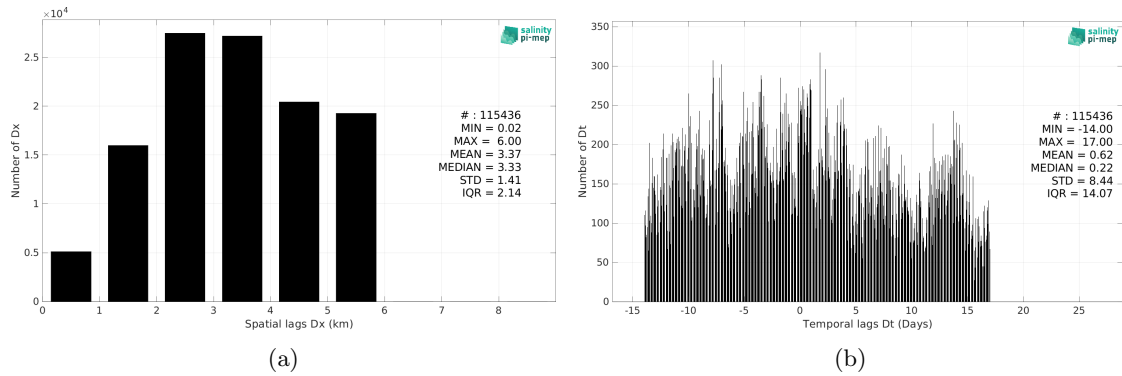 ×10⁴
2.5
2
1.5
1
0.5
0
0 1 2 3 4 5 6 7 8
Number of Dx
Spatial lags Dx (km)
salinity
pi-mep
# : 115436
MIN = 0.02
MAX = 6.00
MEAN = 3.37
MEDIAN = 3.33
STD = 1.41
IQR = 2.14
(a)
350
300
250
200
150
100
50
0
-15 -10 -5 0 5 10 15 20 25
Number of Dt
Temporal lags Dt (Days)
salinity
pi-mep
# : 115436
MIN = -14.00
MAX = 17.00
MEAN = 0.62
MEDIAN = 0.22
STD = 8.44
IQR = 14.07
(b)